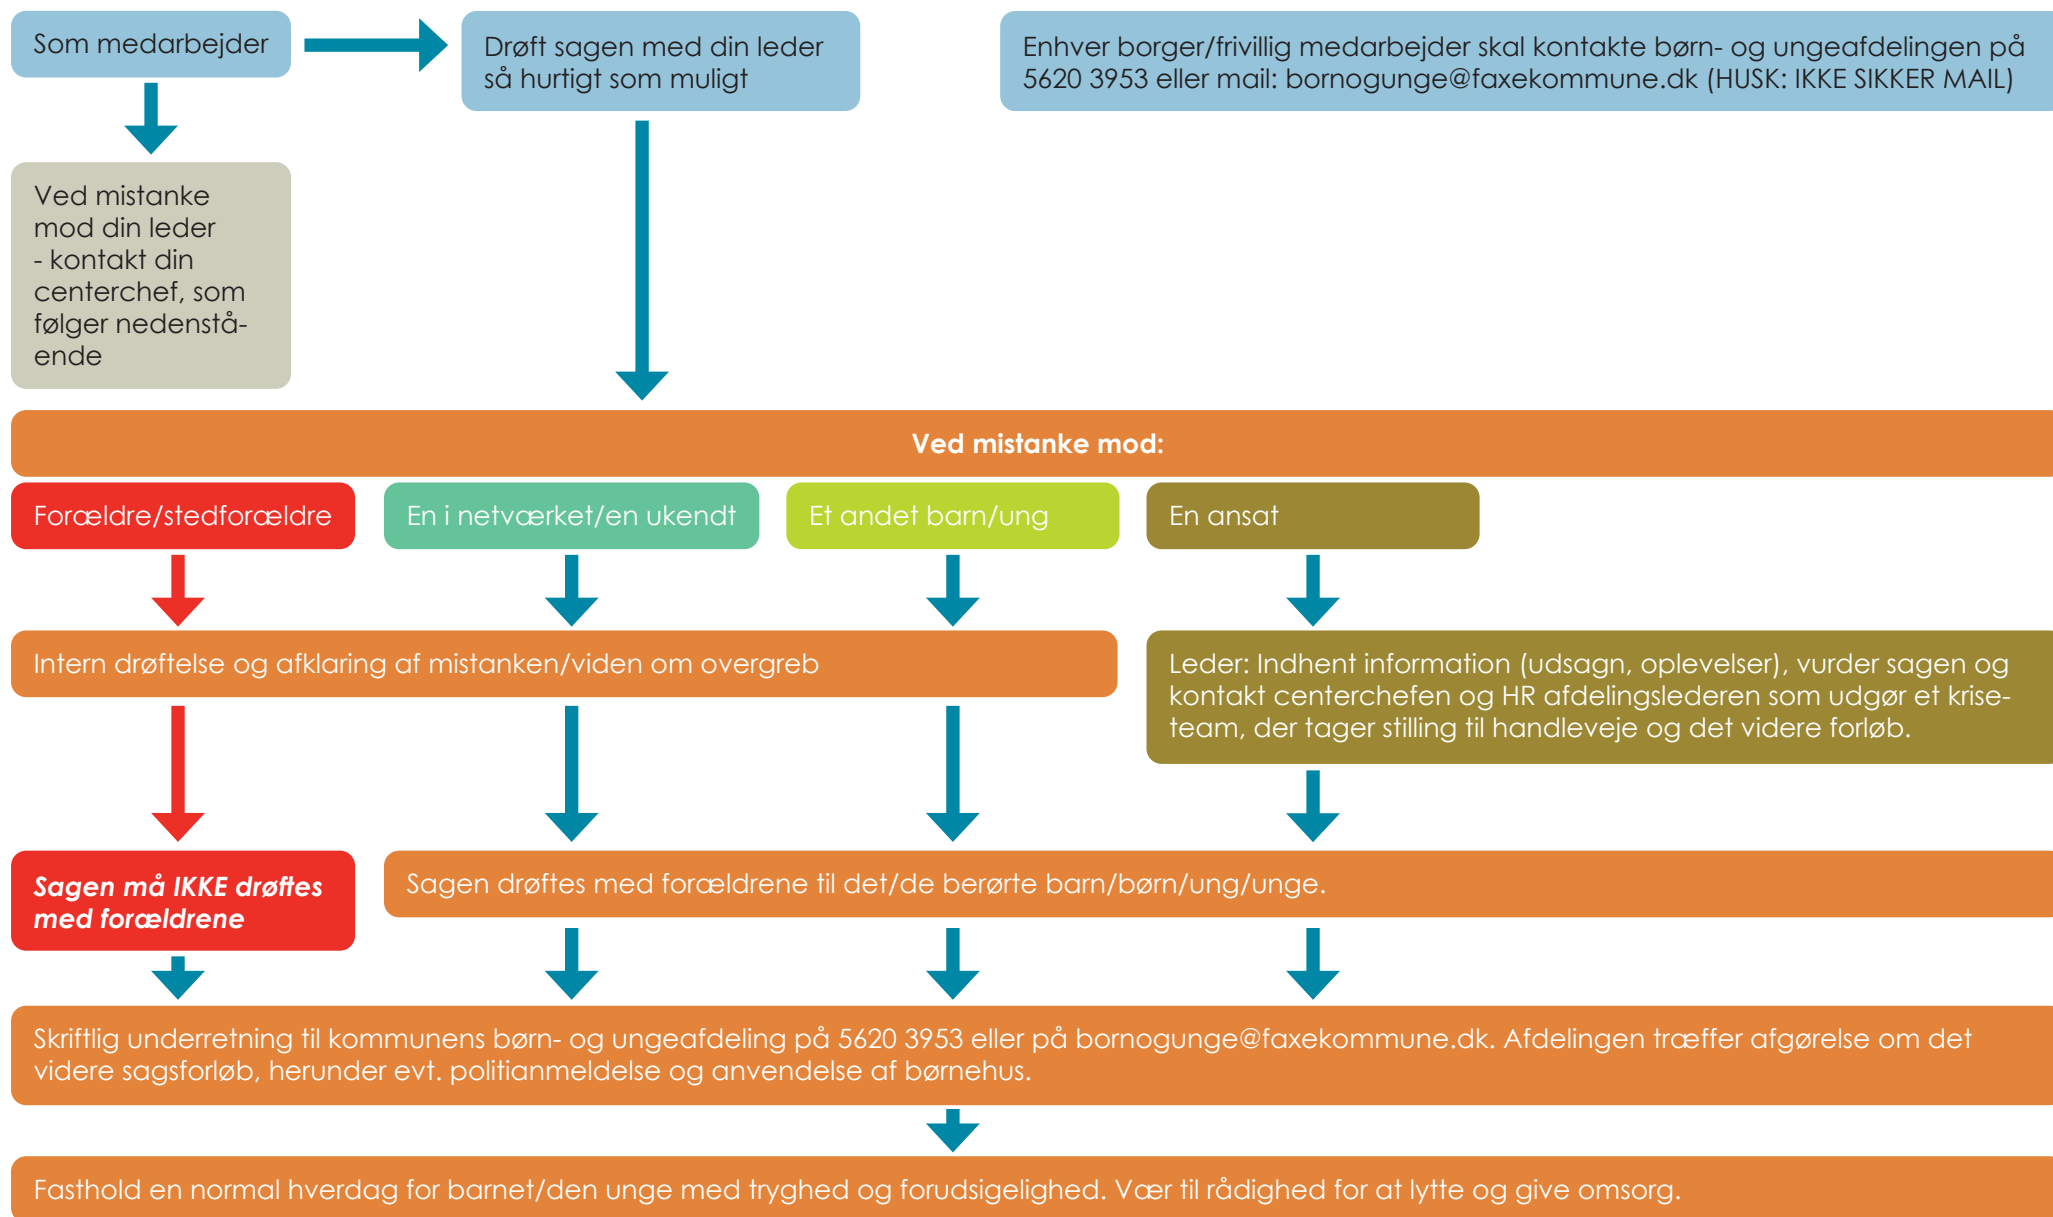 Som medarbejder
Drøft sagen med din leder
så hurtigt som muligt
Enhver borger/frivillig medarbejder skal kontakte børn- og ungeafdelingen på
5620 3953 eller mail: bornogunge@faxekommune.dk (HUSK: IKKE SIKKER MAIL)
Ved mistanke
mod din leder
- kontakt din
centerchef, som
følger nedenstå-
ende
Ved mistanke mod:
Forældre/stedforældre
En i netværket/en ukendt
Et andet barn/ung
En ansat
Intern drøftelse og afklaring af mistanken/viden om overgreb
Leder: Indhent information (udsagn, oplevelser), vurder sagen og
kontakt centerchefen og HR afdelingslederen som udgør et krise-
team, der tager stilling til handleveje og det videre forløb.
Sagen må IKKE drøftes
med forældrene
Sagen drøftes med forældrene til det/de berørte barn/børn/ung/unge.
Skriftlig underretning til kommunens børn- og ungeafdeling på 5620 3953 eller på bornogunge@faxekommune.dk. Afdelingen træffer afgørelse om det
videre sagsforløb, herunder evt. politianmeldelse og anvendelse af børnehus.
Fasthold en normal hverdag for barnet/den unge med tryghed og forudsigelighed. Vær til rådighed for at lytte og give omsorg.